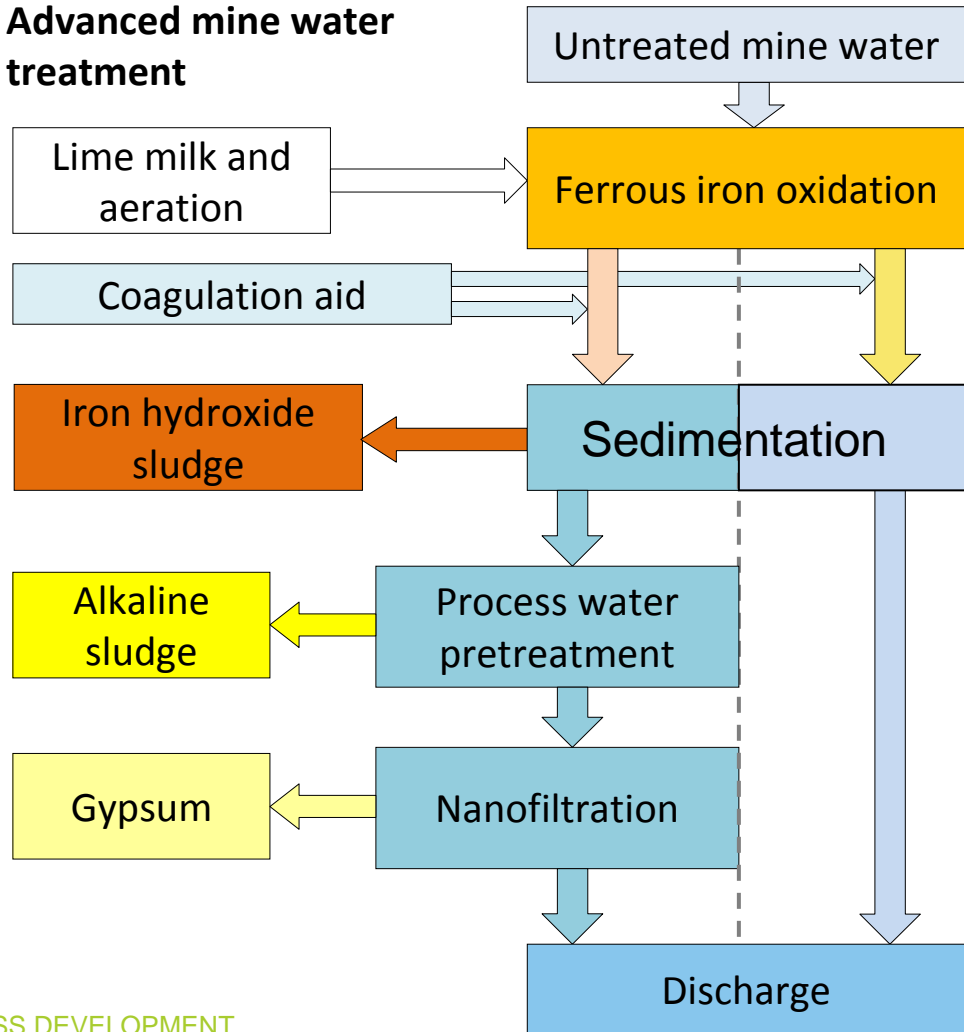 Advanced mine water
treatment
Untreated mine water
Lime milk and
aeration
Ferrous iron oxidation
Coagulation aid
Iron hydroxide
sludge
Sedimentation
Alkaline
sludge
Process water
pretreatment
Gypsum
Nanofiltration
Discharge
DEVELOPMENT